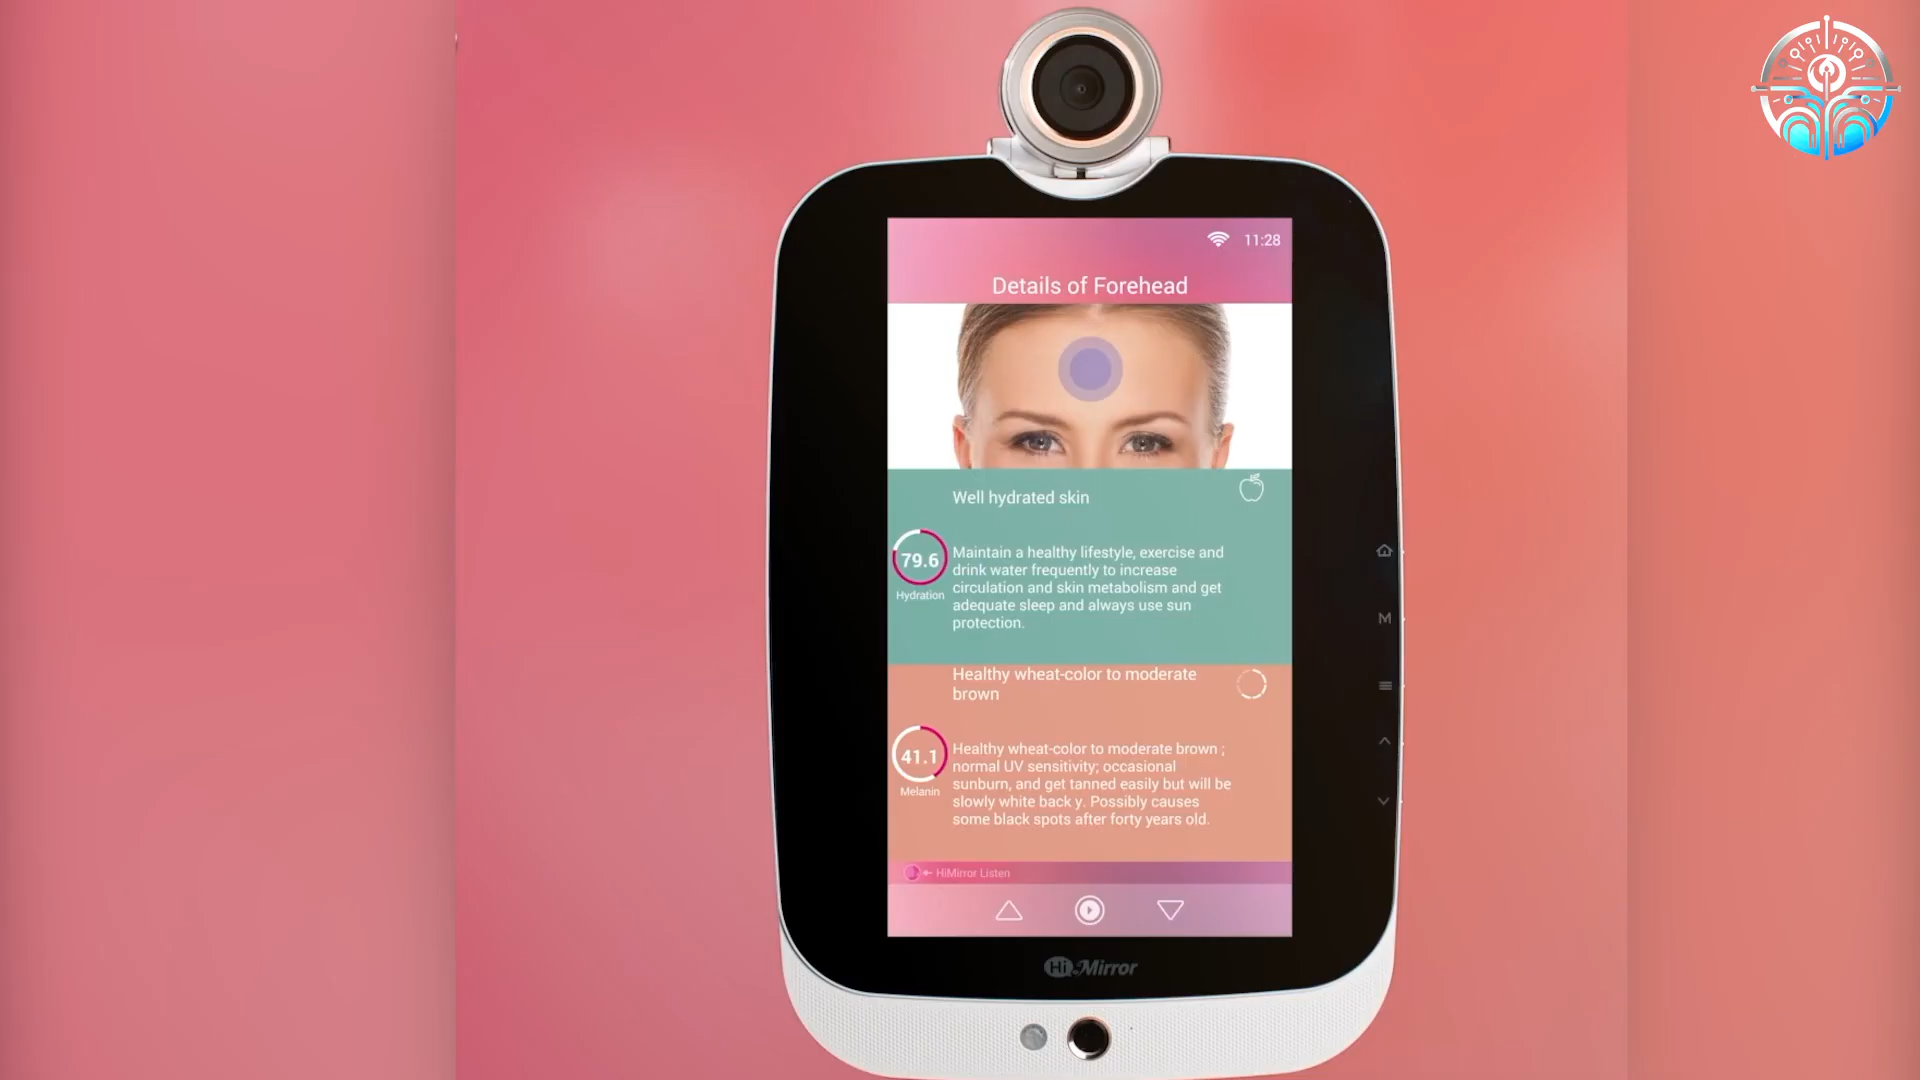 11:28
Details of Forehead
Well hydrated skin
79.6
Hydration
Maintain a healthy lifestyle, exercise and
drink water frequently to increase
circulation and skin metabolism and get
adequate sleep and always use sun
protection.
Healthy wheat-color to moderate
brown
41.1
Melanin
Healthy wheat-color to moderate brown ;
normal UV sensitivity; occasional
sunburn, and get tanned easily but will be
slowly white back y. Possibly causes
some black spots after forty years old.
HiMirror Listen
M
HiMirror